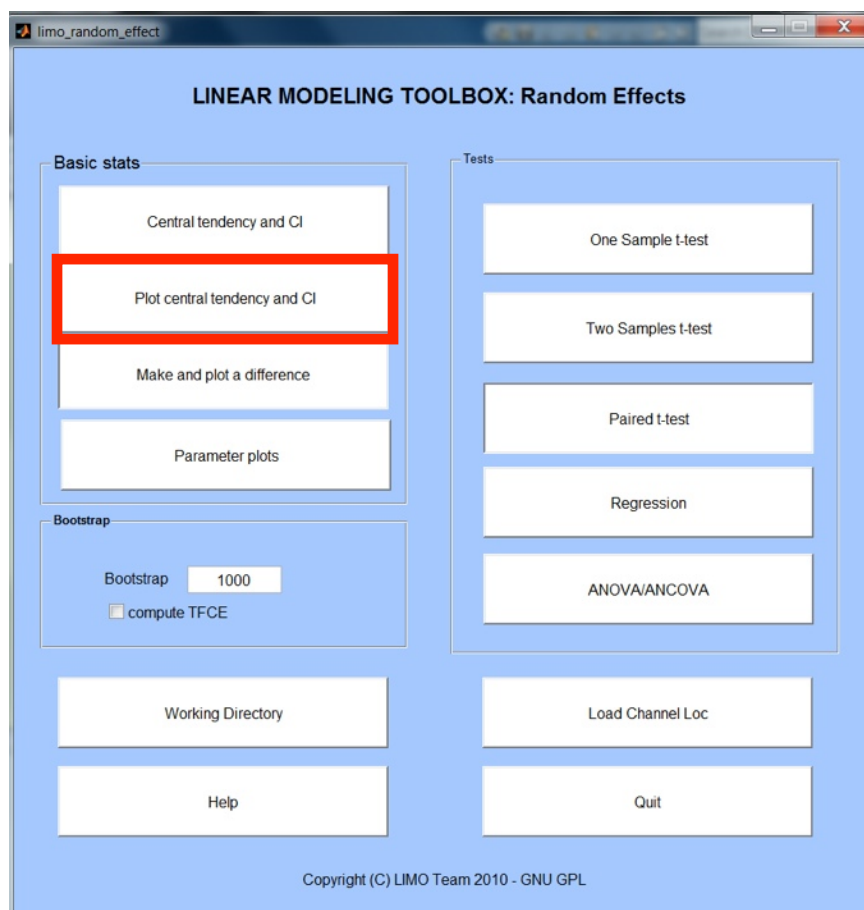 limo_random_effect
LINEAR MODELING TOOLBOX: Random Effects
Basic stats
Central tendency and CI
Plot central tendency and CI
Make and plot a difference
Parameter plots
Bootstrap
Bootstrap 1000
compute TFCE
Tests
One Sample t-test
Two Samples t-test
Paired t-test
Regression
ANOVA/ANCOVA
Working Directory
Load Channel Loc
Help
Quit
Copyright (C) LIMO Team 2010 - GNU GPL